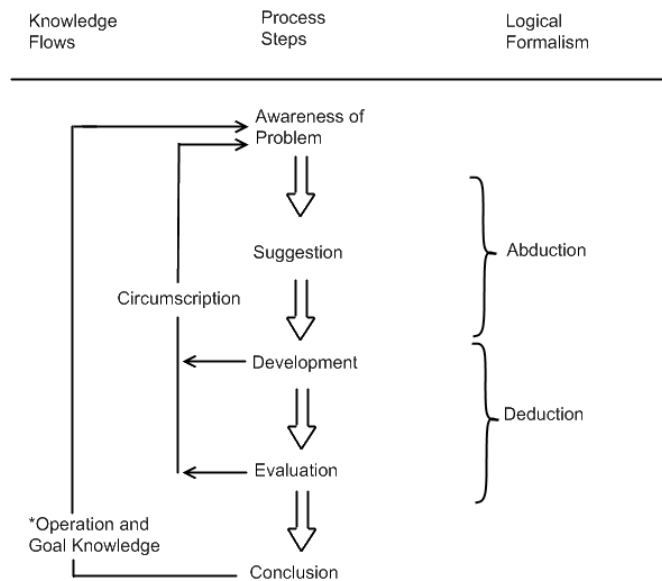 Knowledge
Flows
Process
Steps
Logical
Formalism
Awareness of
Problem
Suggestion
Abduction
Circumscription
Development
Deduction
Evaluation
*Operation and
Goal Knowledge
Conclusion